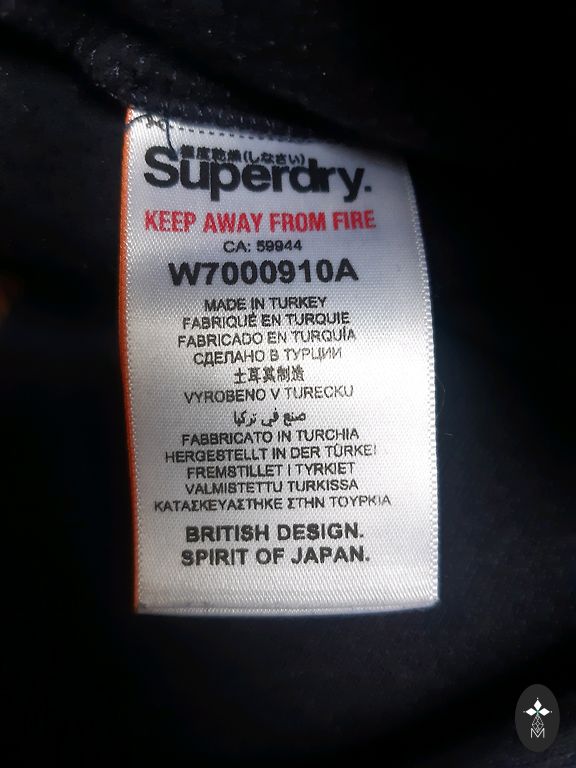 極度乾燥(しなさい)
Superdry.
KEEP AWAY FROM FIRE
CA: 59944
W7000910A
MADE IN TURKEY
FABRIQUÉ EN TURQUIE
FABRICADO EN TURQUÍA
СДЕЛАНО В ТУРЦИИ
土耳其制造
VYROBENO V TURECKU
صنع في تركيا
FABBRICATO IN TURCHIA
HERGESTELLT IN DER TÜRKEI
FREMSTILLET I TYRKIET
VALMISTETTU TURKISSA
ΚΑΤΑΣΚΕΥΑΣΤΗΚΕ ΣΤΗΝ ΤΟΥΡΚΙΑ
BRITISH DESIGN.
SPIRIT OF JAPAN.
M